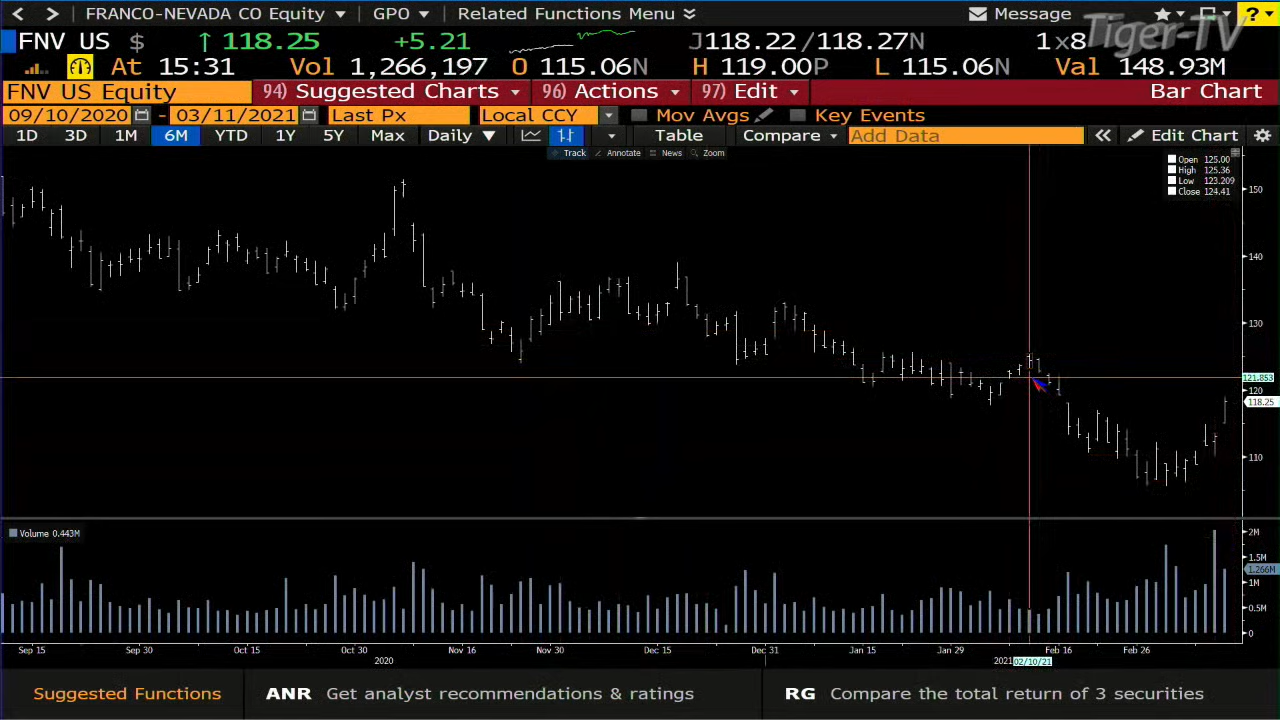 FRANCO-NEVADA CO Equity GPO Related Functions Menu Message ?
FNV US $ ↑ 118.25 +5.21 J118.22/118.27N 1x8 Tiger-TV
At 15:31 Vol 1,266,197 O 115.06N H 119.00P L 115.06N Val 148.93M
FNV US Equity 94) Suggested Charts 96) Actions 97) Edit Bar Chart
09/10/2020 - 03/11/2021 Last Px Local CCY Mov Avgs Key Events
1D 3D 1M 6M YTD 1Y 5Y Max Daily Table Compare Add Data Edit Chart
Track Annotate News Zoom
Open 125.00
High 125.36
Low 123.209
Close 124.41
150
140
130
121.853
120
118.25
110
Volume 0.443M
2M
1.5M
1.266M
1M
0.5M
0
Sep 15 Sep 30 Oct 15 Oct 30 Nov 16 Nov 30 Dec 15 Dec 31 Jan 15 Jan 29 Feb 16 Feb 26
2020 2021 02/10/21
Suggested Functions ANR Get analyst recommendations & ratings RG Compare the total return of 3 securities